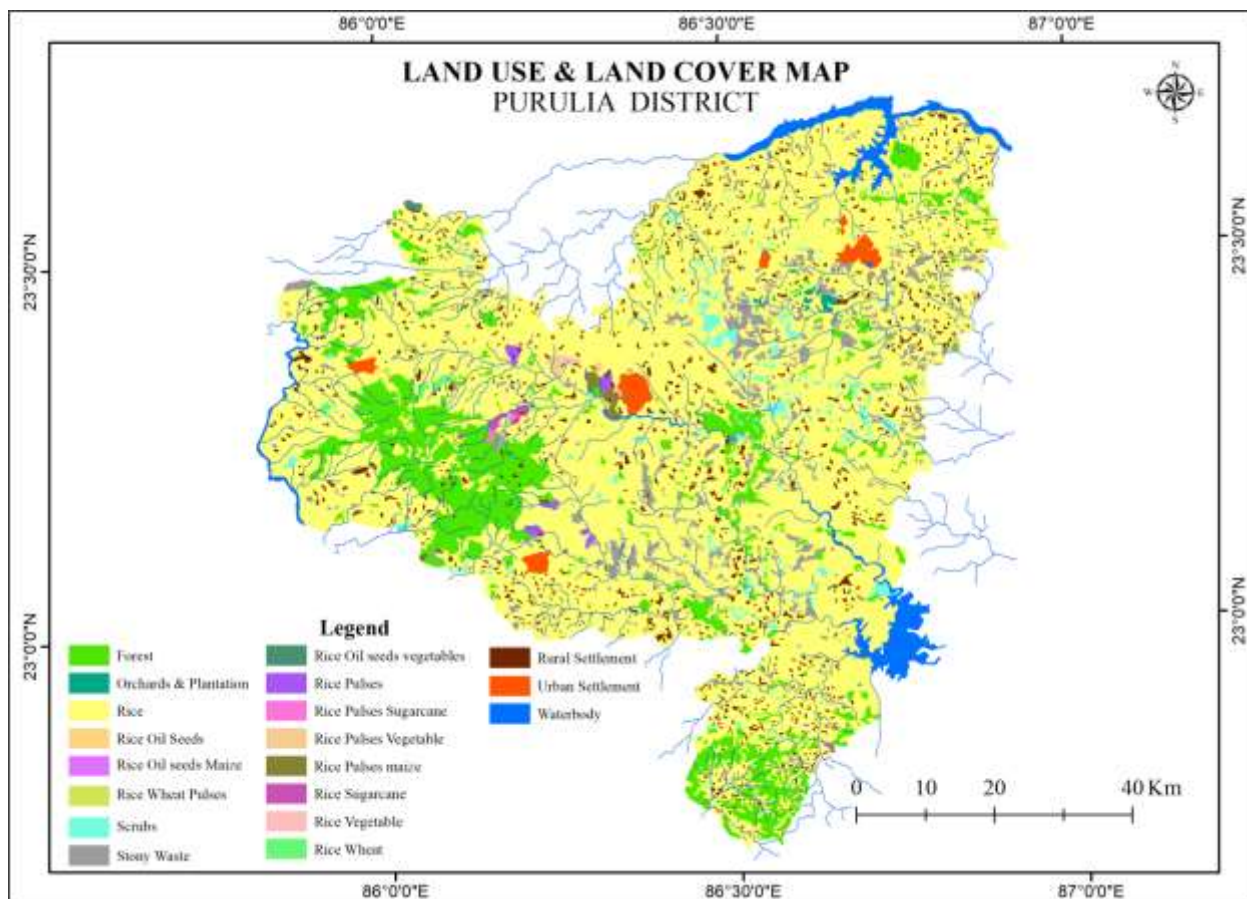 86°0'0"E 86°30'0"E 87°0'0"E
LAND USE & LAND COVER MAP
PURULIA DISTRICT
N
W E
S
23°30'0"N
23°30'0"N
23°0'0"N
23°0'0"N
Legend
Forest
Orchards & Plantation
Rice
Rice Oil Seeds
Rice Oil seeds Maize
Rice Wheat Pulses
Scrubs
Stony Waste
Rice Oil seeds vegetables
Rice Pulses
Rice Pulses Sugarcane
Rice Pulses Vegetable
Rice Pulses maize
Rice Sugarcane
Rice Vegetable
Rice Wheat
Rural Settlement
Urban Settlement
Waterbody
0 10 20 40 Km
86°0'0"E 86°30'0"E 87°0'0"E